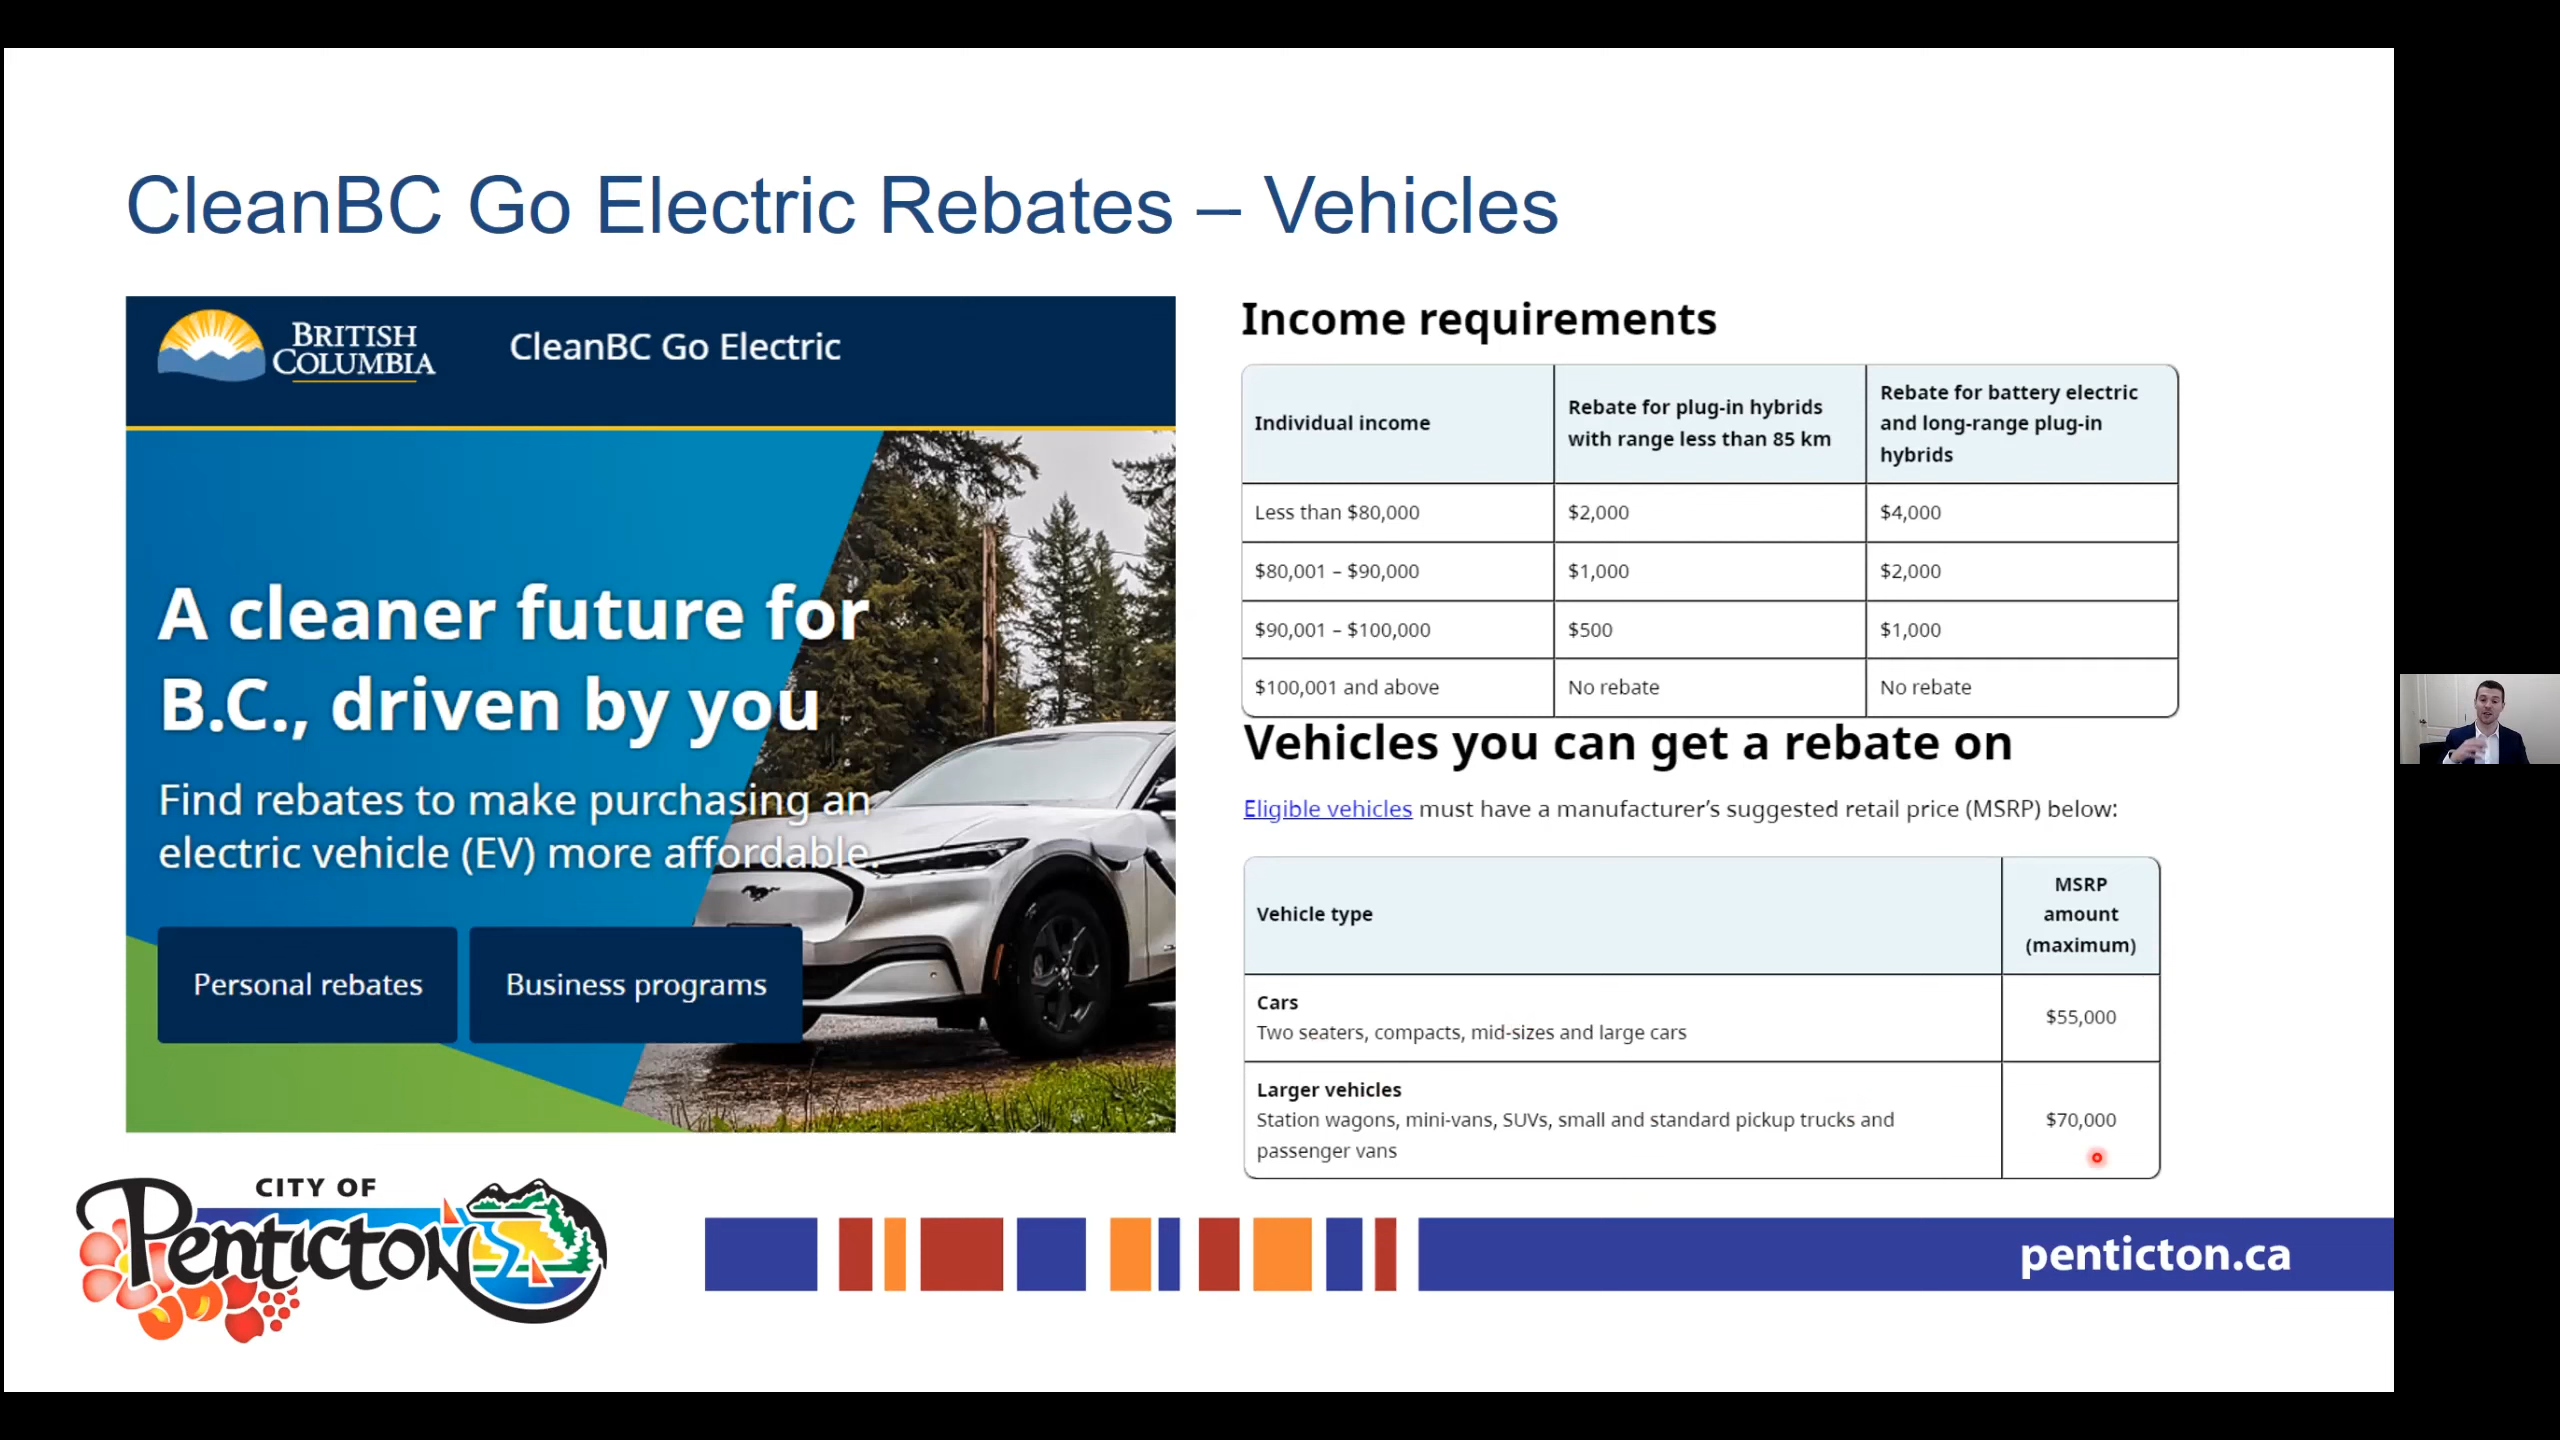 CleanBC Go Electric Rebates – Vehicles
BRITISH
COLUMBIA
CleanBC Go Electric
A cleaner future for
B.C., driven by you
Find rebates to make purchasing an
electric vehicle (EV) more affordable.
Personal rebates
Business programs
Income requirements
Individual income
Rebate for plug-in hybrids
with range less than 85 km
Rebate for battery electric
and long-range plug-in
hybrids
Less than $80,000
$2,000
$4,000
$80,001 – $90,000
$1,000
$2,000
$90,001 – $100,000
$500
$1,000
$100,001 and above
No rebate
No rebate
Vehicles you can get a rebate on
Eligible vehicles must have a manufacturer’s suggested retail price (MSRP) below:
Vehicle type
MSRP
amount
(maximum)
Cars
Two seaters, compacts, mid-sizes and large cars
$55,000
Larger vehicles
Station wagons, mini-vans, SUVs, small and standard pickup trucks and
passenger vans
$70,000
CITY OF
Penticton
penticton.ca